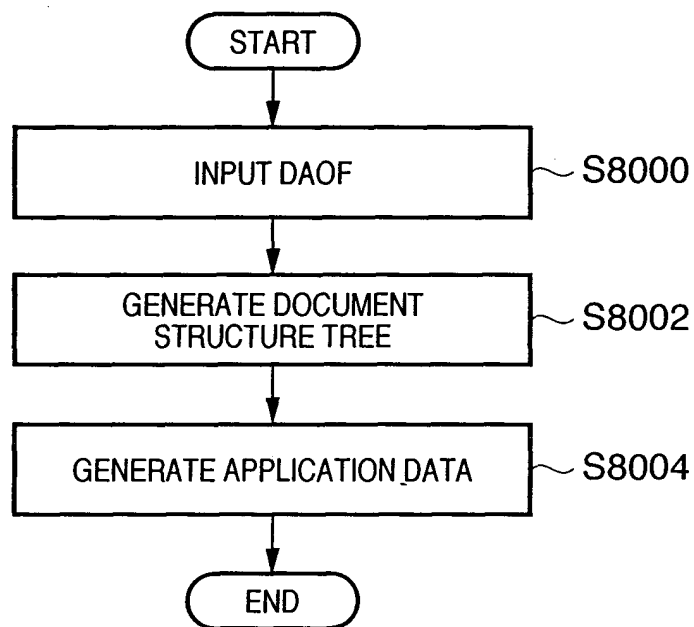 START
INPUT DAOF
S8000
GENERATE DOCUMENT
STRUCTURE TREE
S8002
GENERATE APPLICATION DATA
S8004
END